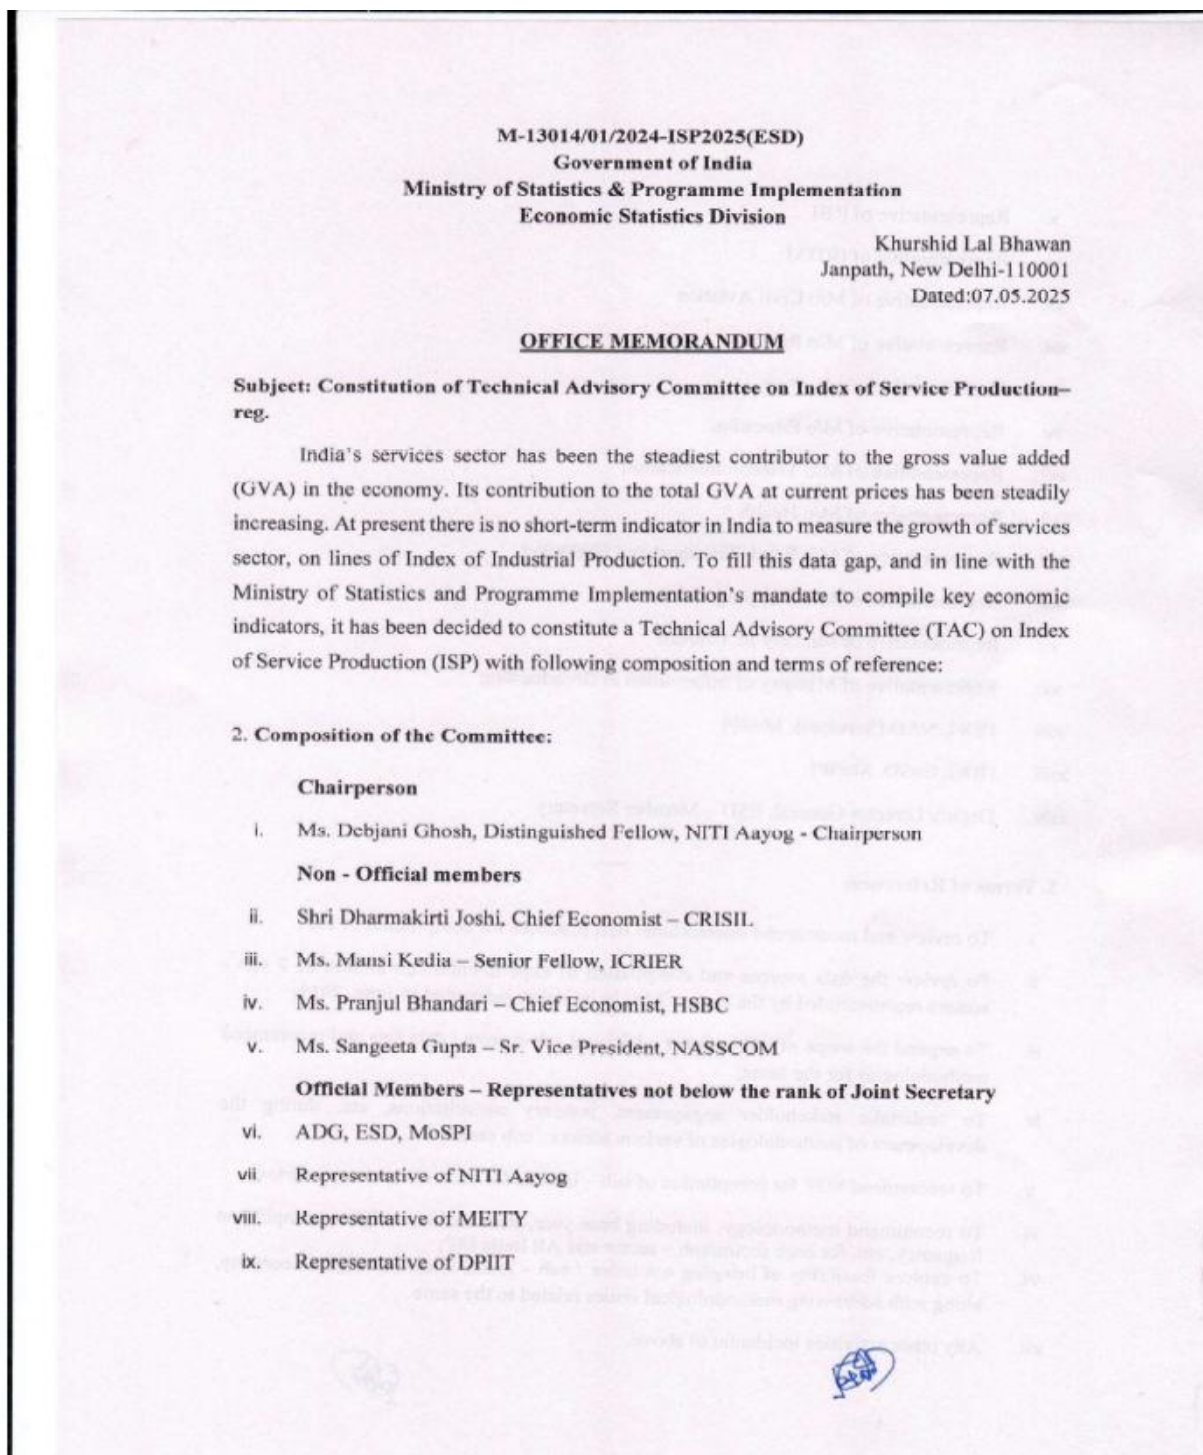 M-13014/01/2024-ISP2025(ESD)
Government of India
Ministry of Statistics & Programme Implementation
Economic Statistics Division
Khurshid Lal Bhawan
Janpath, New Delhi-110001
Dated:07.05.2025
OFFICE MEMORANDUM
Subject: Constitution of Technical Advisory Committee on Index of Service Production–
reg.
India's services sector has been the steadiest contributor to the gross value added
(GVA) in the economy. Its contribution to the total GVA at current prices has been steadily
increasing. At present there is no short-term indicator in India to measure the growth of services
sector, on lines of Index of Industrial Production. To fill this data gap, and in line with the
Ministry of Statistics and Programme Implementation's mandate to compile key economic
indicators, it has been decided to constitute a Technical Advisory Committee (TAC) on Index
of Service Production (ISP) with following composition and terms of reference:
2. Composition of the Committee:
Chairperson
i. Ms. Debjani Ghosh, Distinguished Fellow, NITI Aayog - Chairperson
Non - Official members
ii. Shri Dharmakirti Joshi, Chief Economist – CRISIL
iii. Ms. Mansi Kedia – Senior Fellow, ICRIER
iv. Ms. Pranjul Bhandari – Chief Economist, HSBC
v. Ms. Sangeeta Gupta – Sr. Vice President, NASSCOM
Official Members – Representatives not below the rank of Joint Secretary
vi. ADG, ESD, MoSPI
vii. Representative of NITI Aayog
viii. Representative of MEITY
ix. Representative of DPIIT